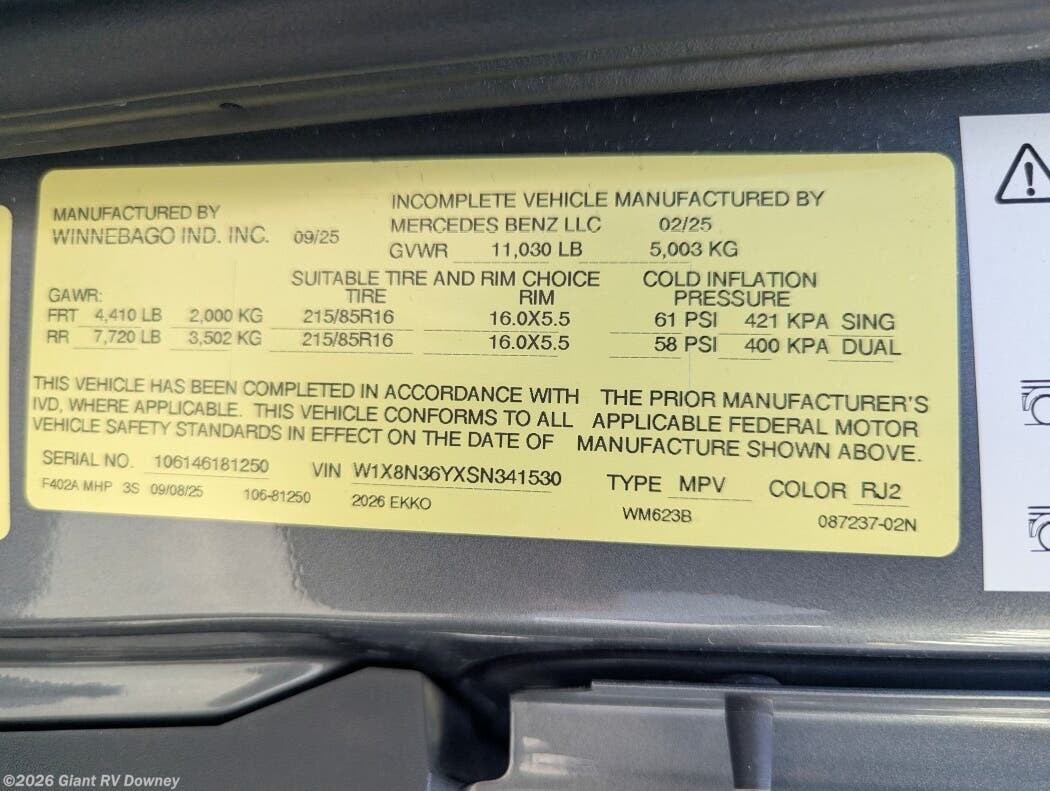 MANUFACTURED BY
WINNEBAGO IND. INC. 09/25
INCOMPLETE VEHICLE MANUFACTURED BY
MERCEDES BENZ LLC 02/25
GVWR 11,030 LB 5,003 KG
SUITABLE TIRE AND RIM CHOICE COLD INFLATION
GAWR: TIRE RIM PRESSURE
FRT 4,410 LB 2,000 KG 215/85R16 16.0X5.5 61 PSI 421 KPA SING
RR 7,720 LB 3,502 KG 215/85R16 16.0X5.5 58 PSI 400 KPA DUAL
THIS VEHICLE HAS BEEN COMPLETED IN ACCORDANCE WITH THE PRIOR MANUFACTURER'S
IVD, WHERE APPLICABLE. THIS VEHICLE CONFORMS TO ALL APPLICABLE FEDERAL MOTOR
VEHICLE SAFETY STANDARDS IN EFFECT ON THE DATE OF MANUFACTURE SHOWN ABOVE.
SERIAL NO. 106146181250 VIN W1X8N36YXSN341530 TYPE MPV COLOR RJ2
F402A MHP 3S 09/08/25 106-81250 2026 EKKO WM623B 087237-02N
©2026 Giant RV Downey